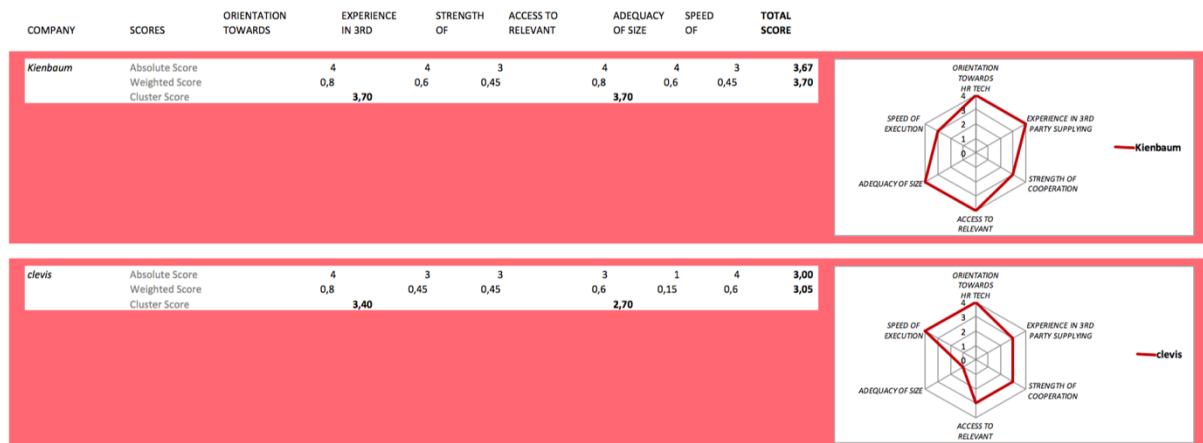 ORIENTATION EXPERIENCE STRENGTH ACCESS TO ADEQUACY SPEED TOTAL
COMPANY SCORES TOWARDS IN 3RD OF RELEVANT OF SIZE OF SCORE
Kienbaum Absolute Score 4 4 3 4 4 3 3,67
Weighted Score 0,8 0,6 0,45 0,8 0,6 0,45 3,70
Cluster Score 3,70 3,70
ORIENTATION
TOWARDS
HR TECH
4
3
2
1
0
EXPERIENCE IN 3RD
PARTY SUPPLYING
STRENGTH OF
COOPERATION
ACCESS TO
RELEVANT
ADEQUACY OF SIZE
SPEED OF
EXECUTION
Kienbaum
clevis Absolute Score 4 3 3 3 1 4 3,00
Weighted Score 0,8 0,45 0,45 0,6 0,15 0,6 3,05
Cluster Score 3,40 2,70
ORIENTATION
TOWARDS
HR TECH
4
3
2
1
0
EXPERIENCE IN 3RD
PARTY SUPPLYING
STRENGTH OF
COOPERATION
ACCESS TO
RELEVANT
ADEQUACY OF SIZE
SPEED OF
EXECUTION
clevis